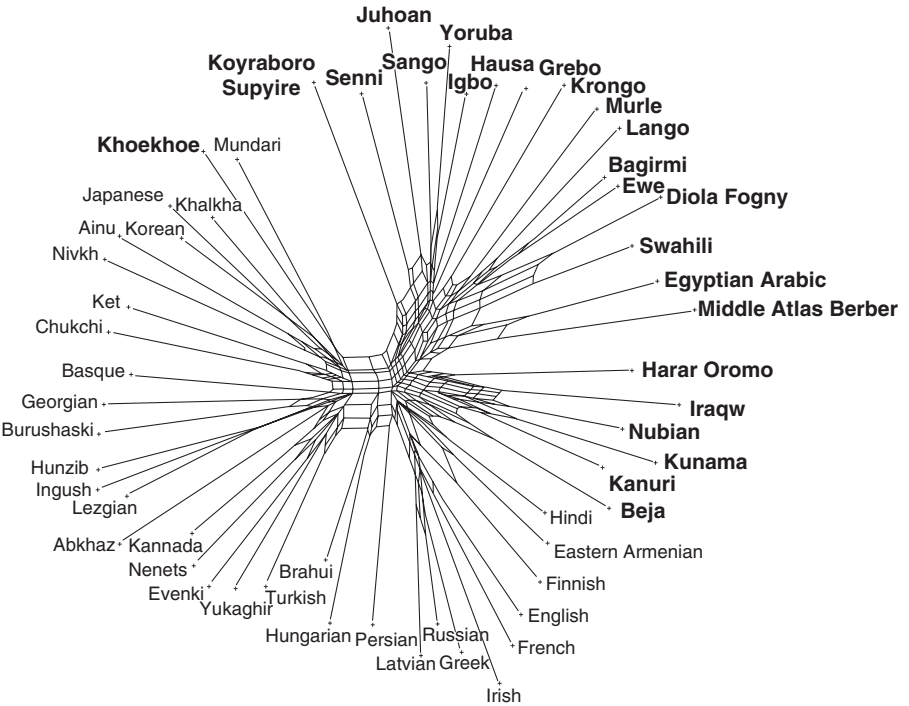 Juhoan
Yoruba
Koyraboro
Supyire
Senni
Sango
Igbo
Hausa
Grebo
Krongo
Murle
Lango
Khoekhoe
Mundari
Bagirmi
Ewe
Diola Fogny
Japanese
Khalkha
Ainu
Korean
Swahili
Nivkh
Egyptian Arabic
Ket
Middle Atlas Berber
Chukchi
Basque
Harar Oromo
Georgian
Iraqw
Burushaski
Nubian
Hunzib
Kunama
Ingush
Kanuri
Lezgian
Beja
Hindi
Abkhaz
Kannada
Eastern Armenian
Nenets
Brahui
Finnish
Evenki
Yukaghir
Turkish
English
Hungarian
Persian
Russian
French
Latvian
Greek
Irish